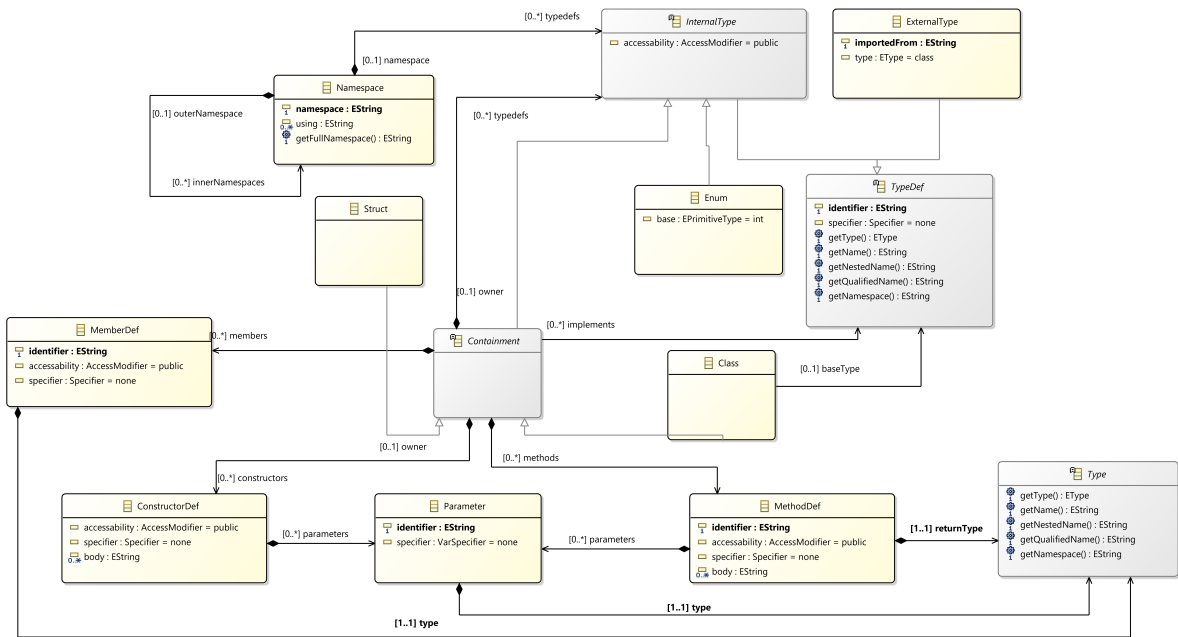 [0..*] typedefs
InternalType
accessability : AccessModifier = public
ExternalType
importedFrom : EString
type : EType = class
[0..1] namespace
Namespace
namespace : EString
using : EString
getFullNamespace() : EString
[0..1] outerNamespace
[0..*] innerNamespaces
[0..*] typedefs
Struct
Enum
base : EPrimitiveType = int
TypeDef
identifier : EString
specifier : Specifier = none
getType() : EType
getName() : EString
getNestedName() : EString
getQualifiedName() : EString
getNamespace() : EString
[0..1] owner
MemberDef
identifier : EString
accessability : AccessModifier = public
specifier : Specifier = none
[0..*] members
Containment
[0..*] implements
Class
[0..1] baseType
[0..1] owner
[0..*] constructors
[0..*] methods
ConstructorDef
accessability : AccessModifier = public
specifier : Specifier = none
body : EString
[0..*] parameters
Parameter
identifier : EString
specifier : VarSpecifier = none
[0..*] parameters
MethodDef
identifier : EString
accessability : AccessModifier = public
specifier : Specifier = none
body : EString
[1..1] returnType
Type
getType() : EType
getName() : EString
getNestedName() : EString
getQualifiedName() : EString
getNamespace() : EString
[1..1] type
[1..1] type